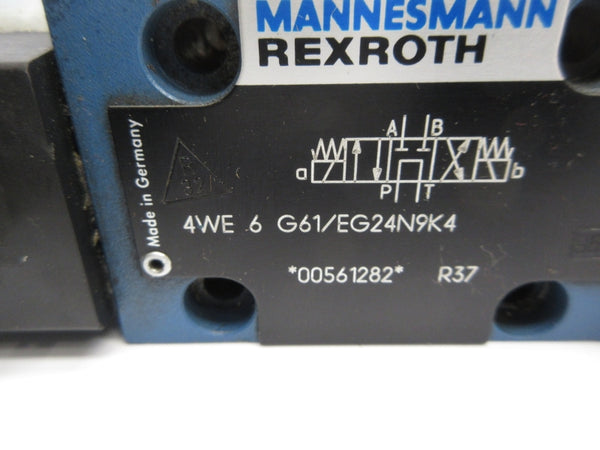 MANNESMANN
REXROTH
Made in Germany
A B
a b
P T
4WE 6 G61/EG24N9K4
*00561282* R37